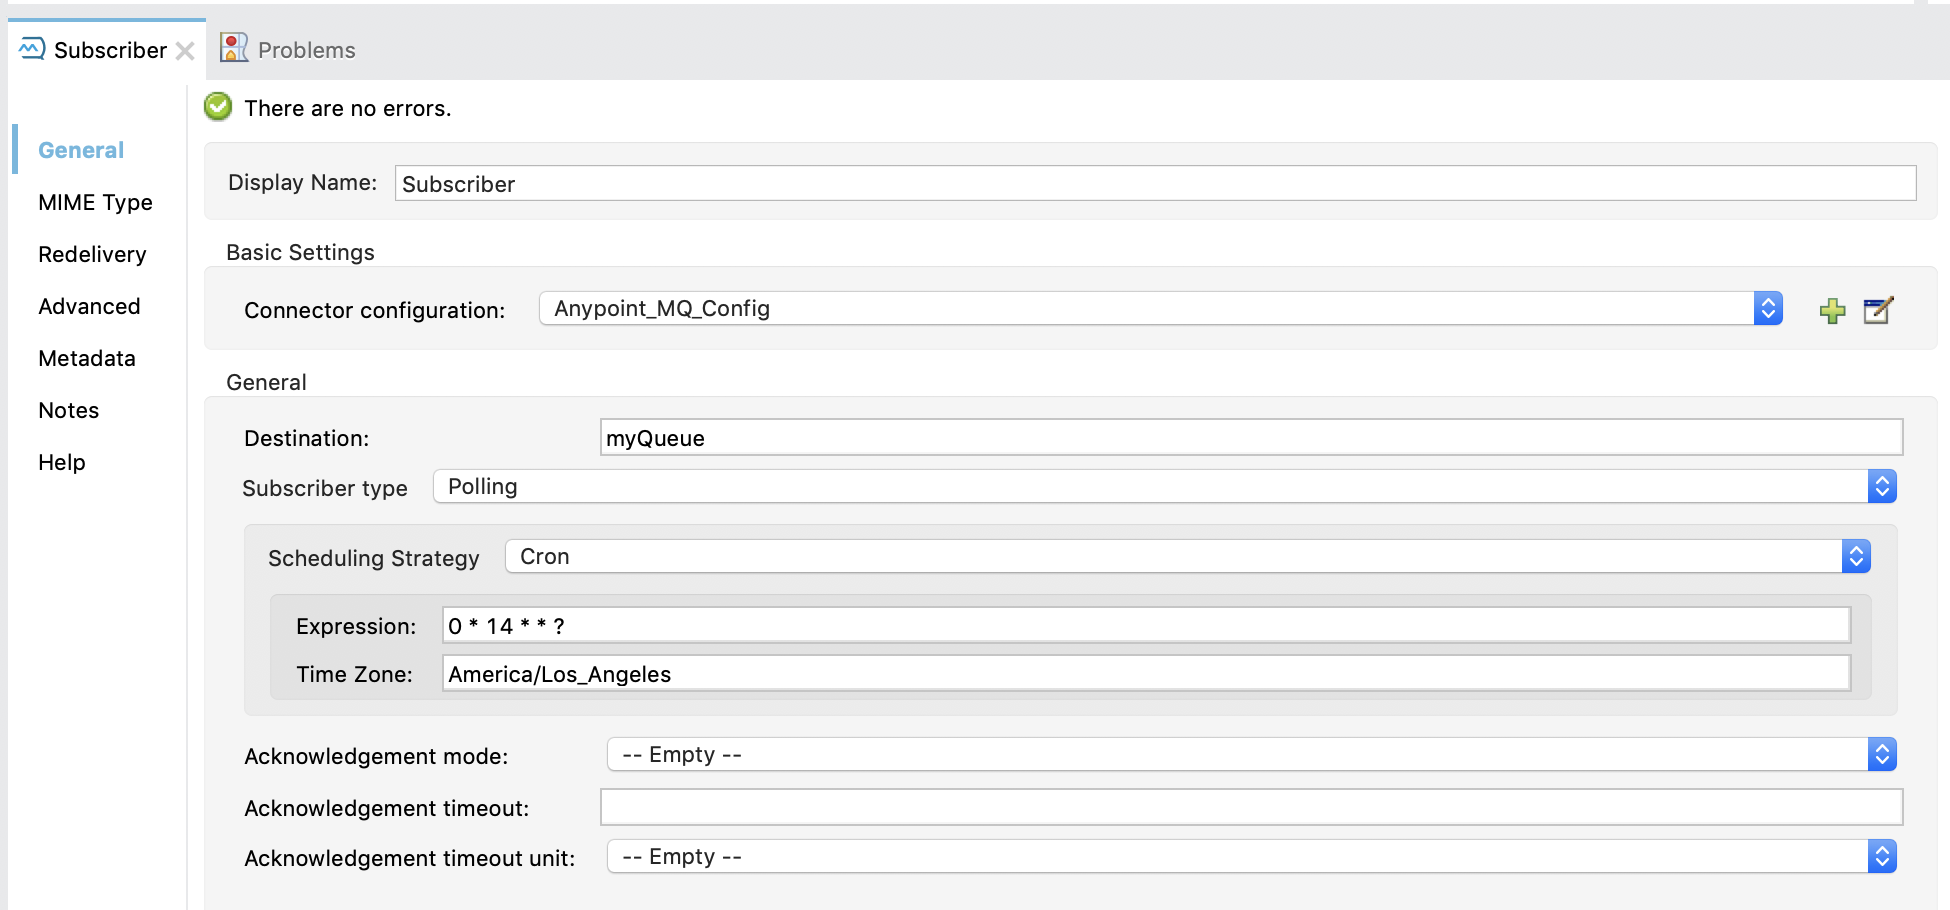 Subscriber
Problems
There are no errors.
General
MIME Type
Redelivery
Advanced
Metadata
Notes
Help
Display Name: Subscriber
Basic Settings
Connector configuration: Anypoint_MQ_Config
General
Destination: myQueue
Subscriber type Polling
Scheduling Strategy Cron
Expression: 0 * 14 * * ?
Time Zone: America/Los_Angeles
Acknowledgement mode: -- Empty --
Acknowledgement timeout:
Acknowledgement timeout unit: -- Empty --